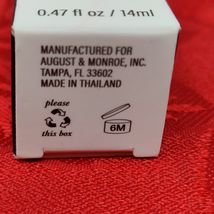 0.47 fl oz / 14ml
MANUFACTURED FOR
AUGUST & MONROE, INC.
TAMPA, FL 33602
MADE IN THAILAND
please
this box
6M